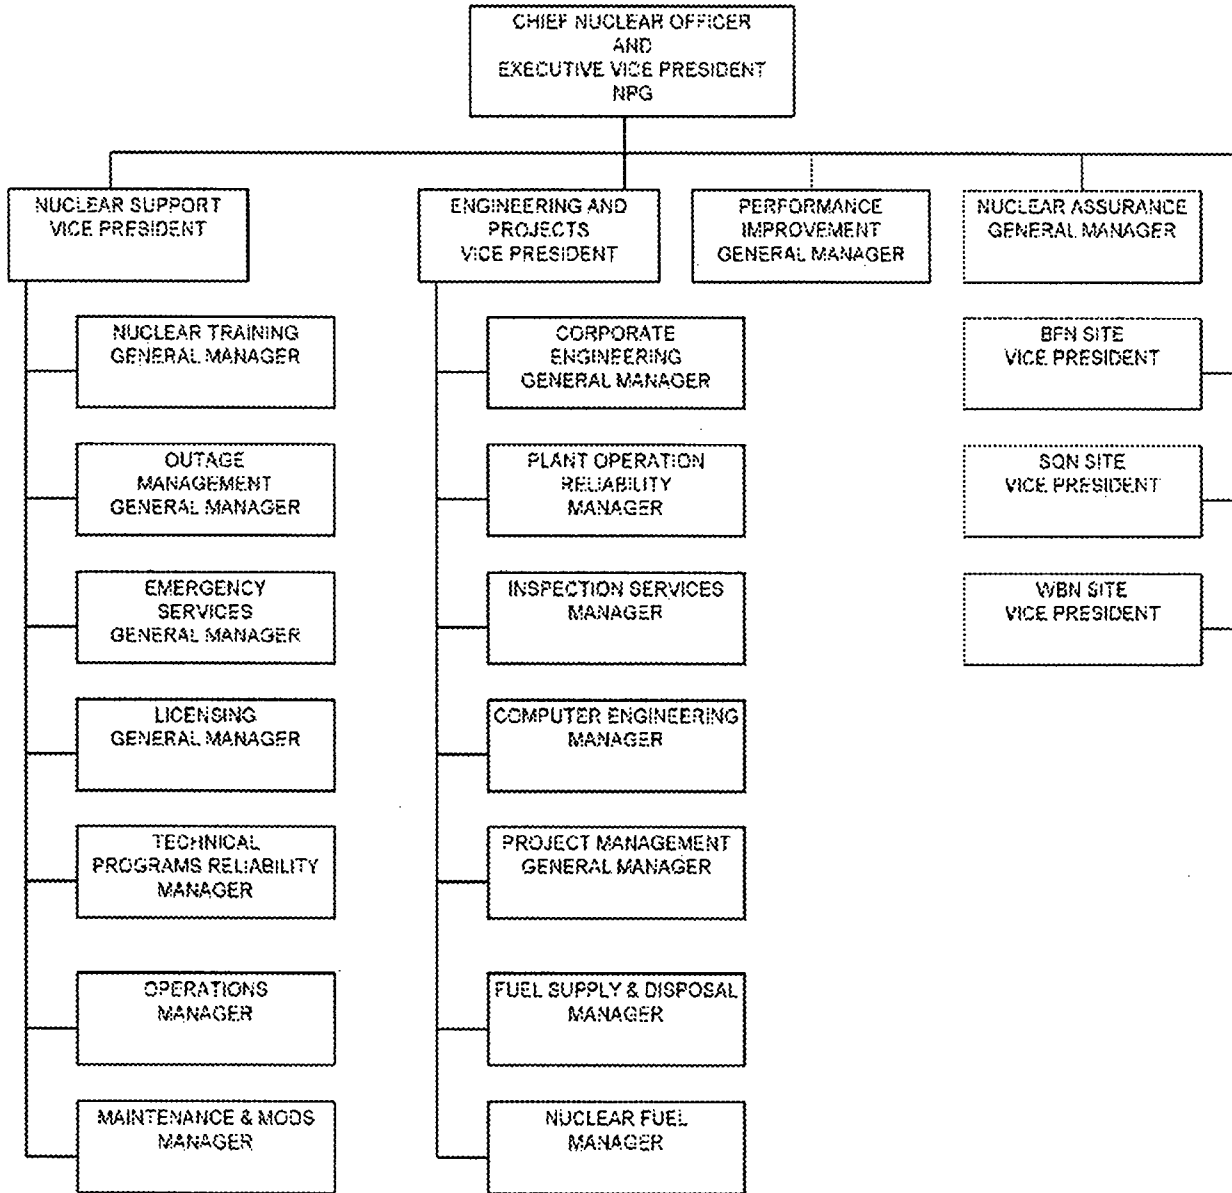 CHIEF NUCLEAR OFFICER
AND
EXECUTIVE VICE PRESIDENT
NPG
NUCLEAR SUPPORT
VICE PRESIDENT
ENGINEERING AND
PROJECTS
VICE PRESIDENT
PERFORMANCE
IMPROVEMENT
GENERAL MANAGER
NUCLEAR ASSURANCE
GENERAL MANAGER
NUCLEAR TRAINING
GENERAL MANAGER
OUTAGE
MANAGEMENT
GENERAL MANAGER
EMERGENCY
SERVICES
GENERAL MANAGER
LICENSING
GENERAL MANAGER
TECHNICAL
PROGRAMS RELIABILITY
MANAGER
OPERATIONS
MANAGER
MAINTENANCE & MODS
MANAGER
CORPORATE
ENGINEERING
GENERAL MANAGER
PLANT OPERATION
RELIABILITY
MANAGER
INSPECTION SERVICES
MANAGER
COMPUTER ENGINEERING
MANAGER
PROJECT MANAGEMENT
GENERAL MANAGER
FUEL SUPPLY & DISPOSAL
MANAGER
NUCLEAR FUEL
MANAGER
BFN SITE
VICE PRESIDENT
SQN SITE
VICE PRESIDENT
WBN SITE
VICE PRESIDENT